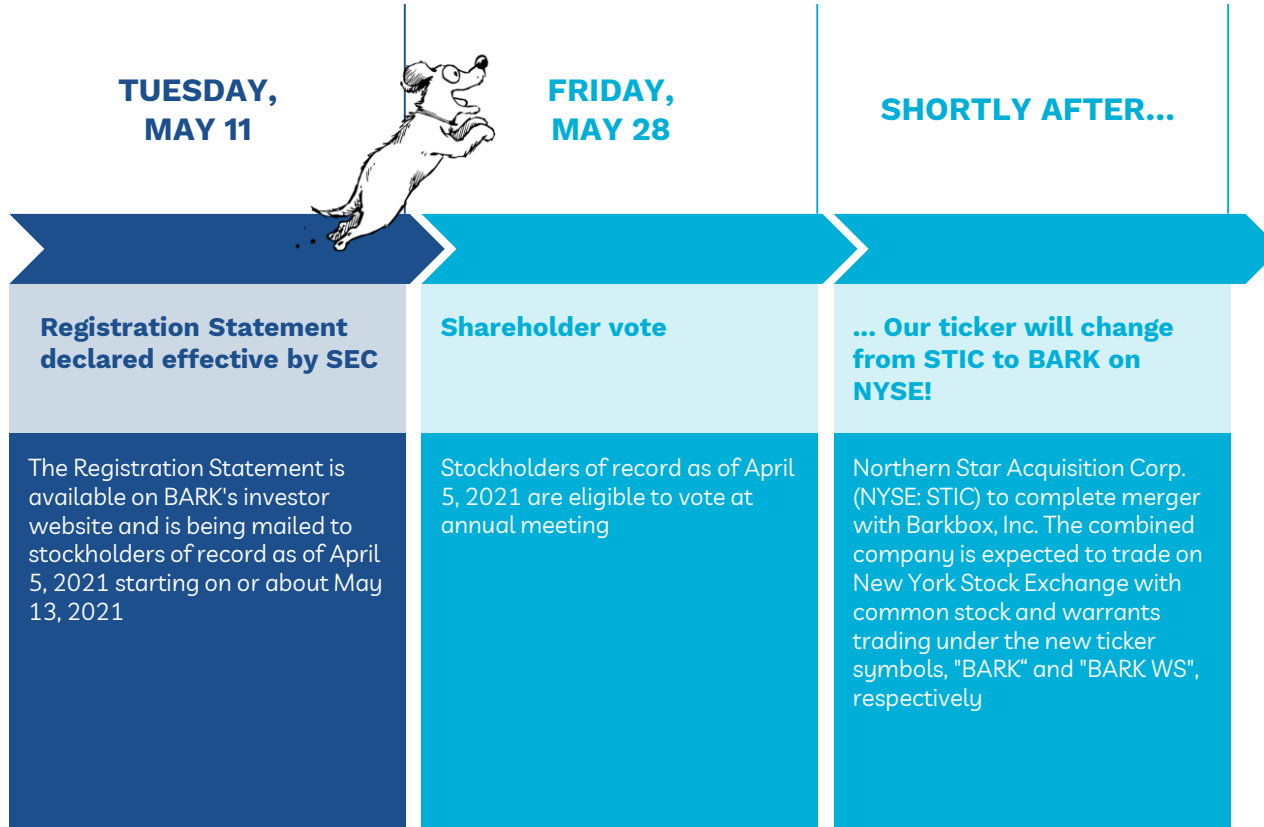 TUESDAY,
MAY 11
FRIDAY,
MAY 28
SHORTLY AFTER...
Registration Statement
declared effective by SEC
The Registration Statement is
available on BARK's investor
website and is being mailed to
stockholders of record as of April
5, 2021 starting on or about May
13, 2021
Shareholder vote
Stockholders of record as of April
5, 2021 are eligible to vote at
annual meeting
... Our ticker will change
from STIC to BARK on
NYSE!
Northern Star Acquisition Corp.
(NYSE: STIC) to complete merger
with Barkbox, Inc. The combined
company is expected to trade on
New York Stock Exchange with
common stock and warrants
trading under the new ticker
symbols, "BARK“ and "BARK WS",
respectively